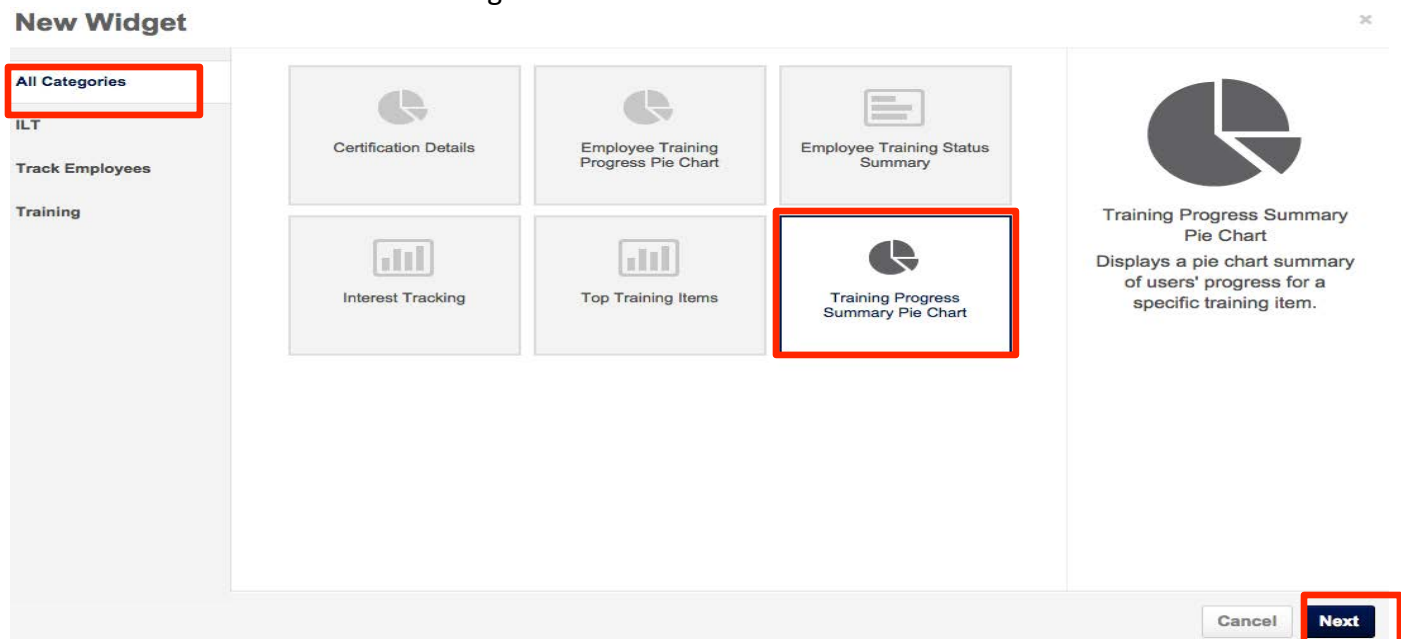 New Widget
×
All Categories
ILT
Track Employees
Training
Certification Details
Employee Training
Progress Pie Chart
Employee Training Status
Summary
Interest Tracking
Top Training Items
Training Progress
Summary Pie Chart
Training Progress Summary
Pie Chart
Displays a pie chart summary
of users' progress for a
specific training item.
Cancel
Next